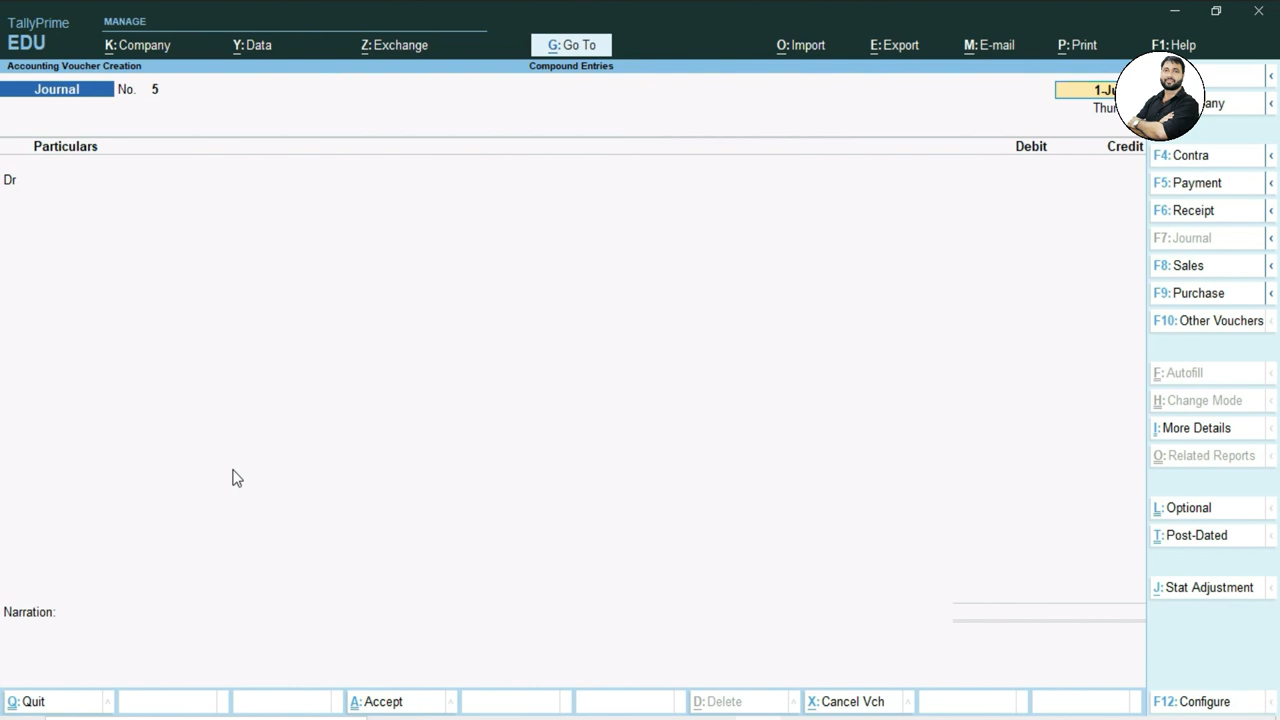 TallyPrime
MANAGE
EDU
K: Company
Y: Data
Z: Exchange
G: Go To
O: Import
E: Export
M: E-mail
P: Print
F1: Help
Accounting Voucher Creation
Compound Entries
Journal
No. 5
Particulars
Debit
Credit
Dr
F4: Contra
F5: Payment
F6: Receipt
F7: Journal
F8: Sales
F9: Purchase
F10: Other Vouchers
F: Autofill
H: Change Mode
I: More Details
O: Related Reports
L: Optional
T: Post-Dated
J: Stat Adjustment
Narration:
Q: Quit
A: Accept
D: Delete
X: Cancel Vch
F12: Configure